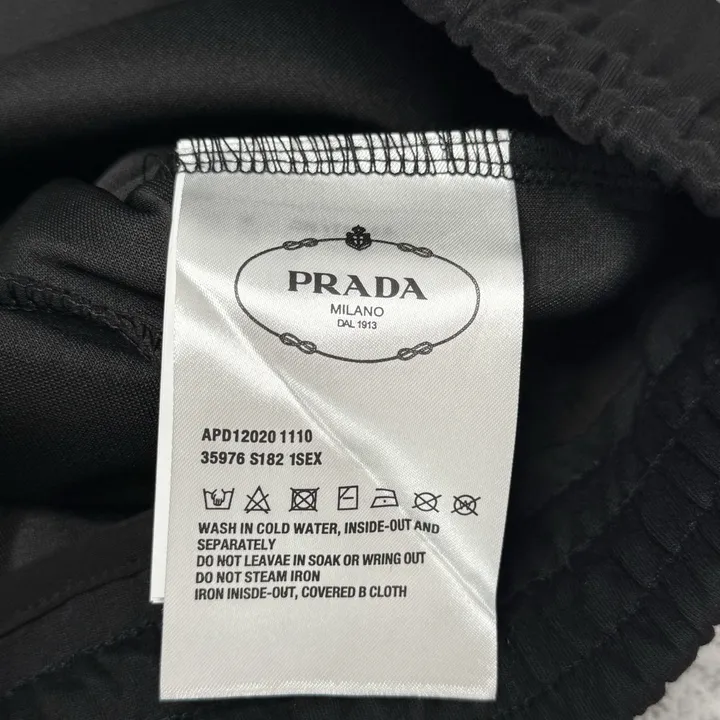 PRADA
MILANO
DAL 1913
APD12020 1110
35976 S182 1SEX
WASH IN COLD WATER, INSIDE-OUT AND
SEPARATELY
DO NOT LEAVAE IN SOAK OR WRING OUT
DO NOT STEAM IRON
IRON INISDE-OUT, COVERED B CLOTH